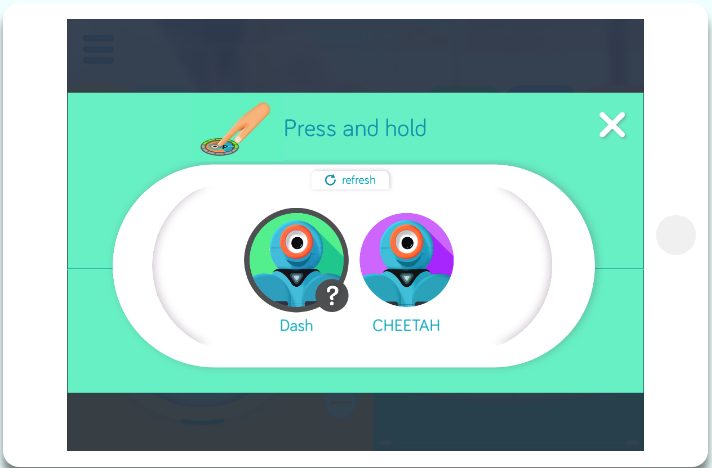 Press and hold
refresh
?
Dash
CHEETAH